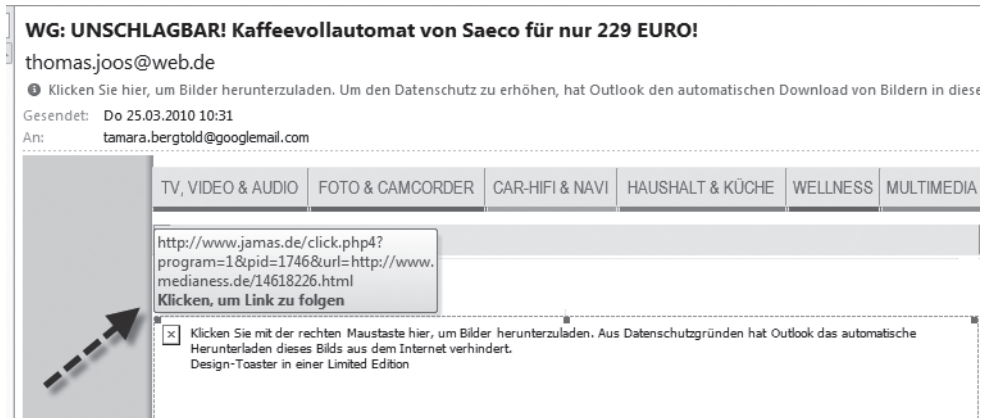 WG: UNSCHLAGBAR! Kaffeevollautomat von Saeco für nur 229 EURO!
thomas.joos@web.de
Klicken Sie hier, um Bilder herunterzuladen. Um den Datenschutz zu erhöhen, hat Outlook den automatischen Download von Bildern in diese
Gesendet: Do 25.03.2010 10:31
An: tamara.bergtold@googlemail.com
TV, VIDEO & AUDIO FOTO & CAMCORDER CAR-HIFI & NAVI HAUSHALT & KÜCHE WELLNESS MULTIMEDIA
http://www.jamas.de/click.php4?
program=1&pid=1746&url=http://www.
medianess.de/14618226.html
Klicken, um Link zu folgen
Klicken Sie mit der rechten Maustaste hier, um Bilder herunterzuladen. Aus Datenschutzgründen hat Outlook das automatische
Herunterladen dieses Bilds aus dem Internet verhindert.
Design-Toaster in einer Limited Edition